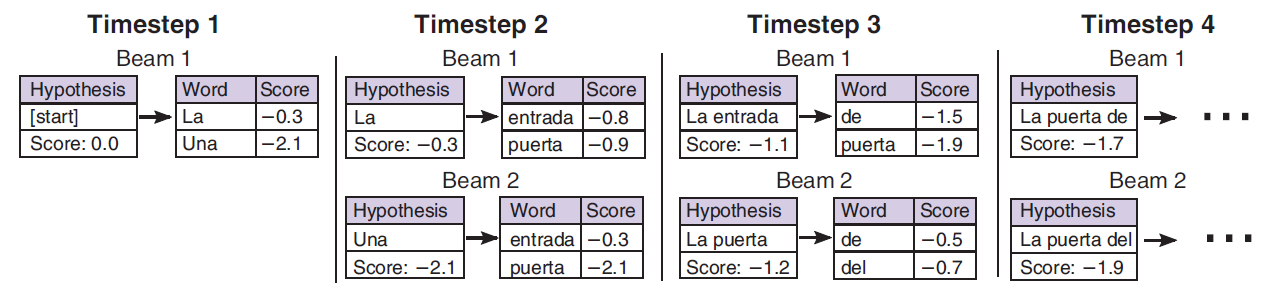 Timestep 1
Beam 1
Hypothesis
[start]
Score: 0.0
Word Score
La −0.3
Una −2.1
Timestep 2
Beam 1
Hypothesis
La
Score: −0.3
Word Score
entrada −0.8
puerta −0.9
Beam 2
Hypothesis
Una
Score: −2.1
Word Score
entrada −0.3
puerta −2.1
Timestep 3
Beam 1
Hypothesis
La entrada
Score: −1.1
Word Score
de −1.5
puerta −1.9
Beam 2
Hypothesis
La puerta
Score: −1.2
Word Score
de −0.5
del −0.7
Timestep 4
Beam 1
Hypothesis
La puerta de
Score: −1.7
...
Beam 2
Hypothesis
La puerta del
Score: −1.9
...